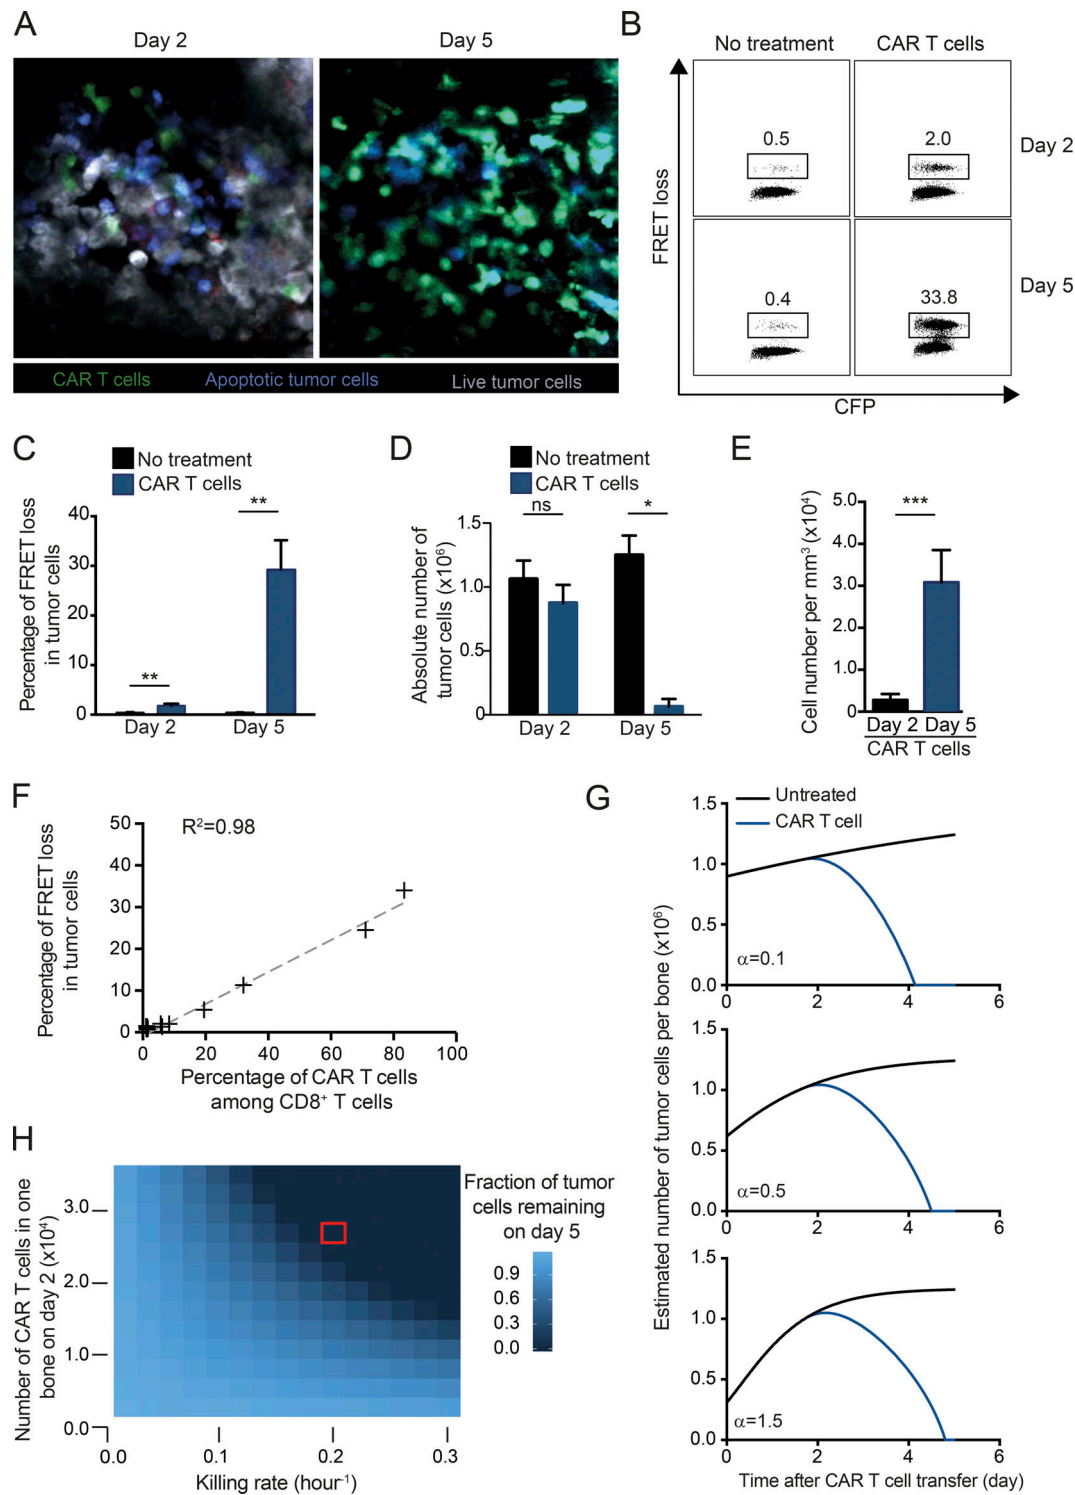 A
Day 2
Day 5
CAR T cells
Apoptotic tumor cells
Live tumor cells
B
No treatment
CAR T cells
FRET loss
0.5
2.0
Day 2
0.4
33.8
Day 5
CFP
C
No treatment
CAR T cells
Percentage of FRET loss
in tumor cells
40
30
20
10
0
**
**
Day 2
Day 5
D
No treatment
CAR T cells
Absolute number of
tumor cells (x10⁶)
1.5
1.0
0.5
0
ns
*
Day 2
Day 5
E
Cell number per mm³ (x10⁴)
5.0
4.0
3.0
2.0
1.0
0
***
Day 2
Day 5
CAR T cells
F
R²=0.98
Percentage of FRET loss
in tumor cells
50
40
30
20
10
0
0
20
40
60
80
100
Percentage of CAR T cells
among CD8⁺ T cells
G
Untreated
CAR T cell
Estimated number of tumor cells per bone (x10⁶)
1.5
1.0
0.5
0.0
α=0.1
0
2
4
6
1.5
1.0
0.5
0.0
α=0.5
0
2
4
6
1.5
1.0
0.5
0.0
α=1.5
0
2
4
6
Time after CAR T cell transfer (day)
H
Number of CAR T cells in one
bone on day 2 (x10⁴)
3.0
2.0
1.0
0.0
0.0
0.1
0.2
0.3
Killing rate (hour⁻¹)
Fraction of tumor
cells remaining
on day 5
0.9
0.6
0.3
0.0